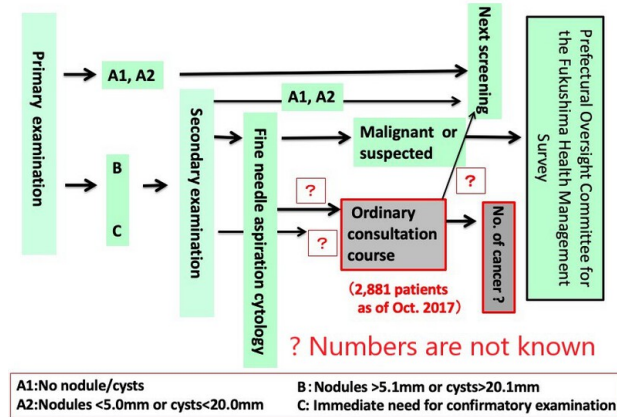 Primary examination
A1, A2
B
C
Secondary examination
A1, A2
Fine needle aspiration cytology
Malignant or
suspected
Next screening
?
?
?
Ordinary
consultation
course
(2,881 patients
as of Oct. 2017)
No. of cancer ?
Prefectural Oversight Committee for
the Fukushima Health Management
Survey
? Numbers are not known
A1:No nodule/cysts
A2:Nodules <5.0mm or cysts<20.0mm
B:Nodules >5.1mm or cysts>20.1mm
C: Immediate need for confirmatory examination